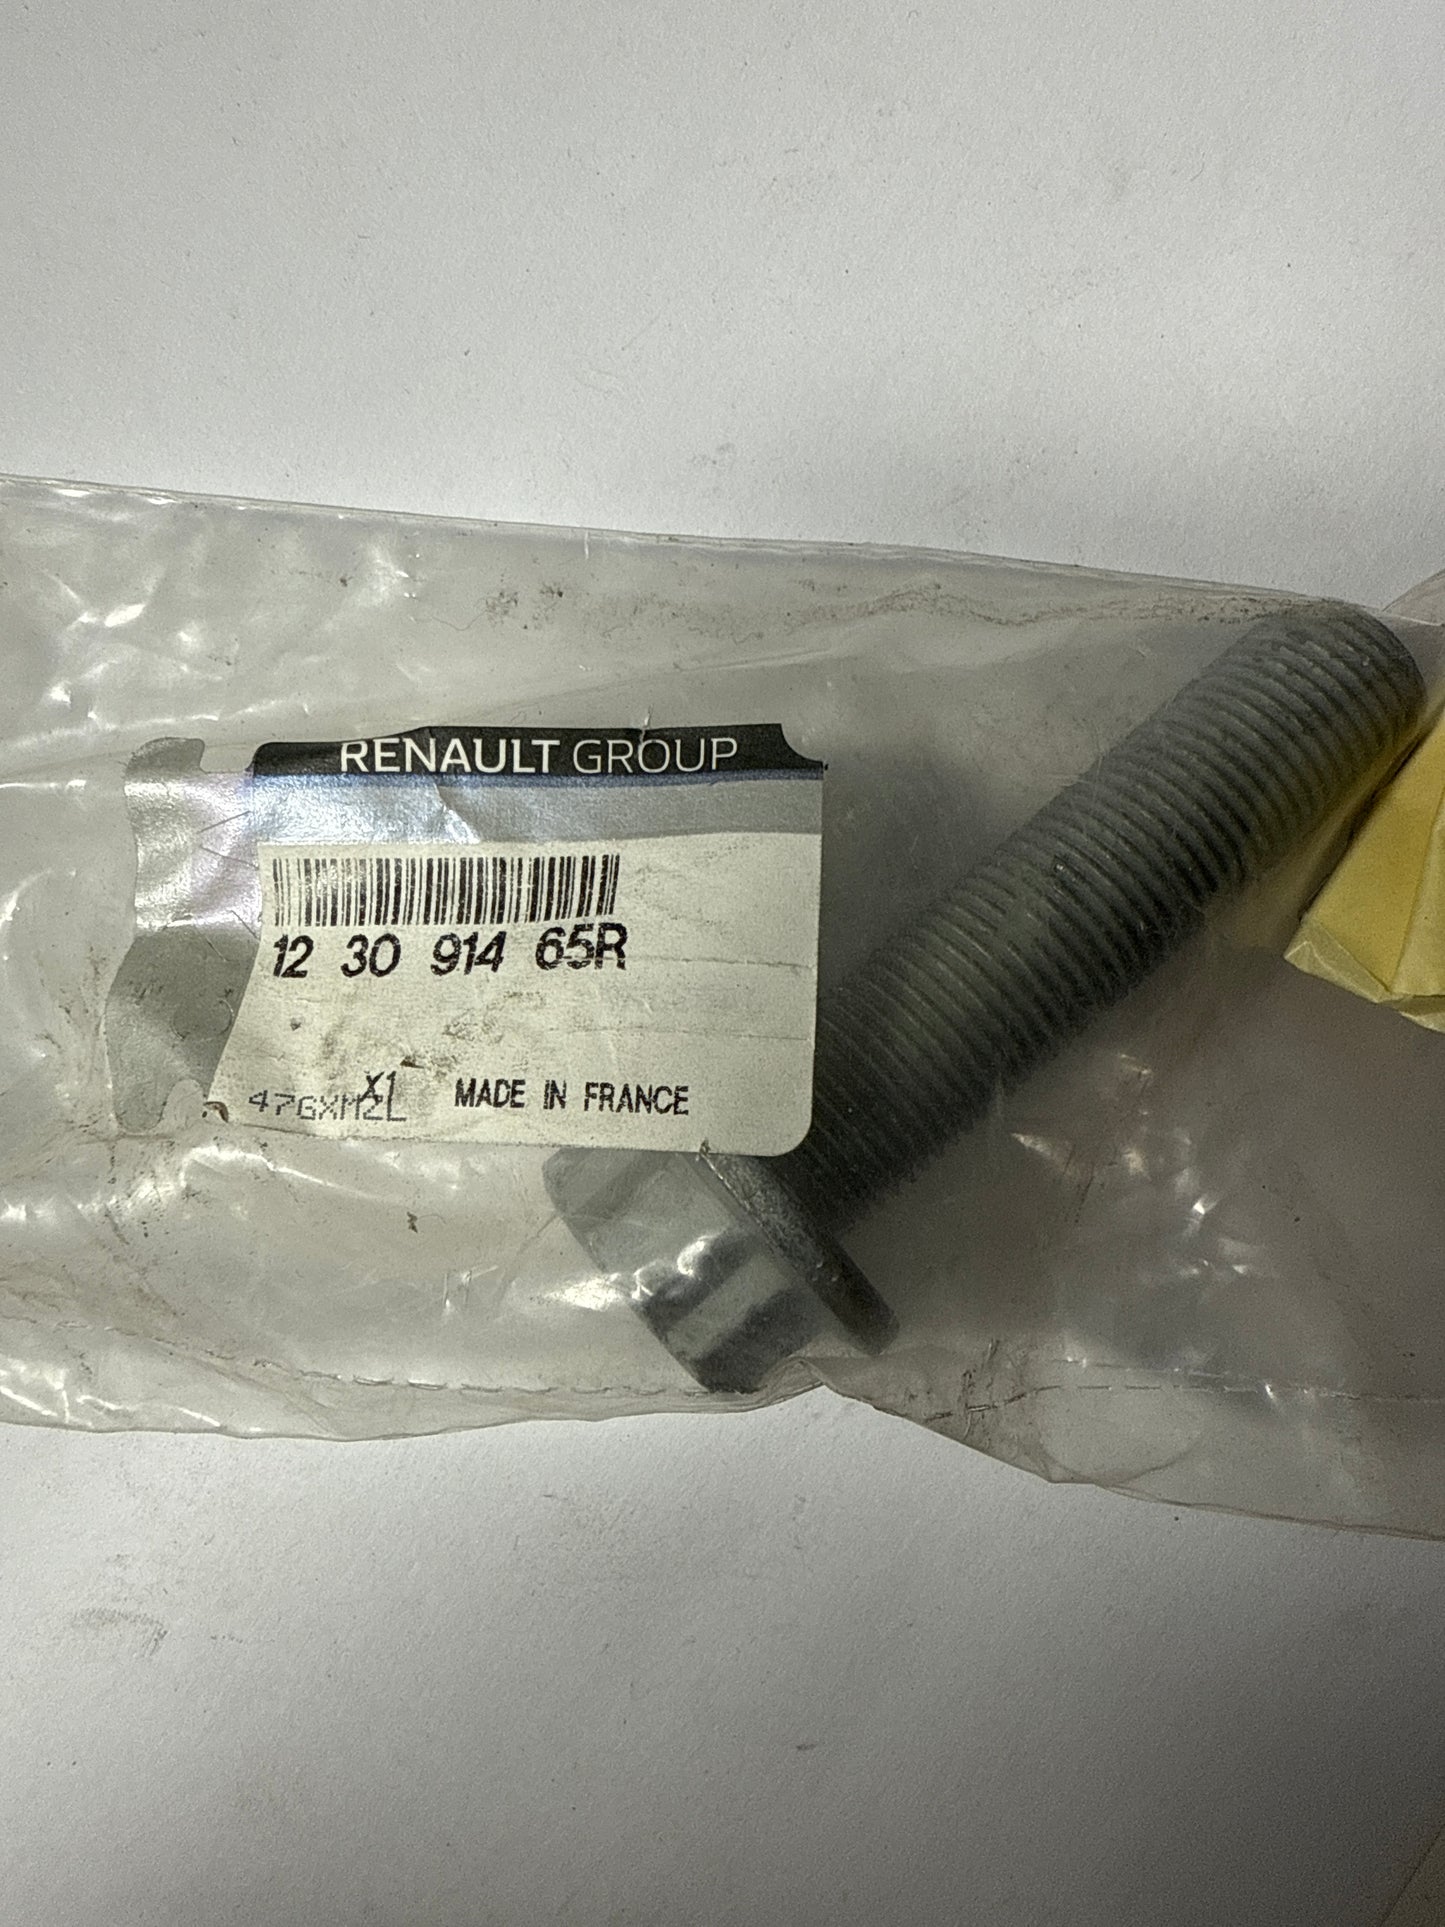 RENAULT GROUP
12 30 914 65R
X1
476XM2L MADE IN FRANCE